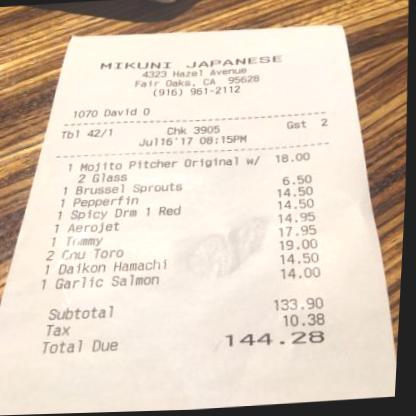 MIKUNI JAPANESE
4323 Hazel Avenue
Fair Oaks, CA 95628
(916) 961-2112
1070 David O
Tbl 42/1 Chk 3905 Gst 2
Jul16'17 08:15PM
1 Mojito Pitcher Original w/ 18.00
2 Glass
1 Brussel Sprouts 6.50
1 Pepperfin 14.50
1 Spicy Drm 1 Red 14.50
1 Aerojet 14.95
1 Tommy 17.95
2 Chu Toro 19.00
1 Daikon Hamachi 14.50
1 Garlic Salmon 14.00
Subtotal 133.90
Tax 10.38
Total Due 144.28